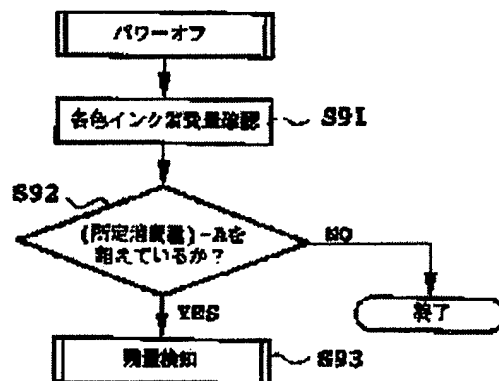 パワーオフ
各色インク消費量確認
S91
S92
(所定消費量)-Aを
超えているか?
NO
YES
終了
残量検知
S93